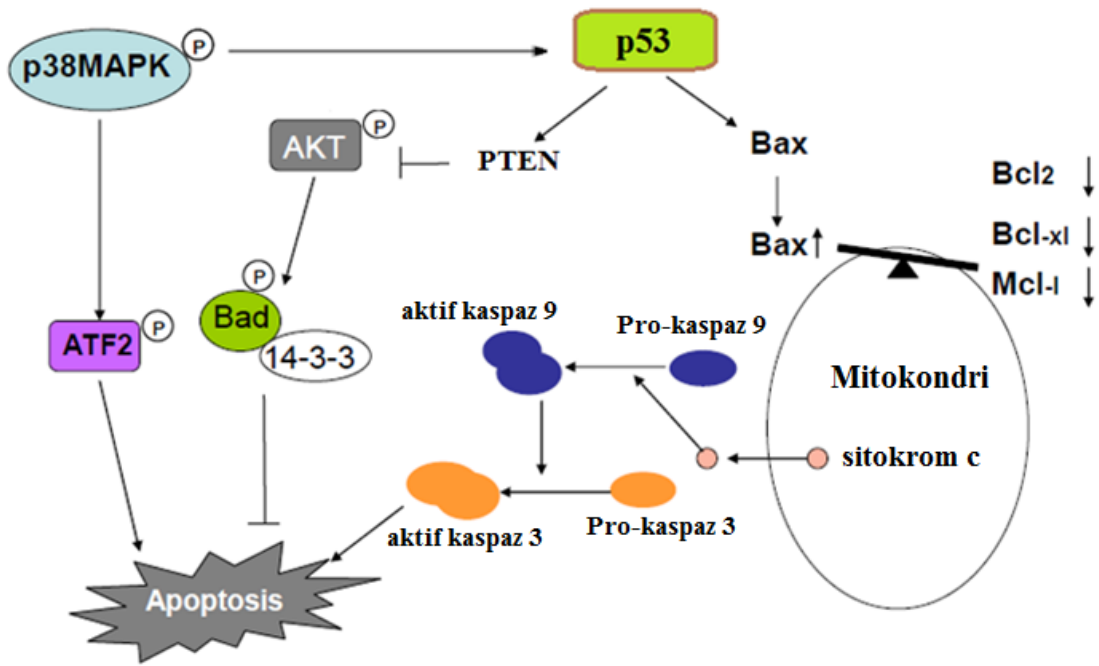 p38MAPK
P
p53
AKT
P
PTEN
Bax
Bcl2
Bax
Bcl-xl
Mcl-l
P
Bad
14-3-3
ATF2
P
aktif kaspaz 9
Pro-kaspaz 9
Mitokondri
sitokrom c
aktif kaspaz 3
Pro-kaspaz 3
Apoptosis